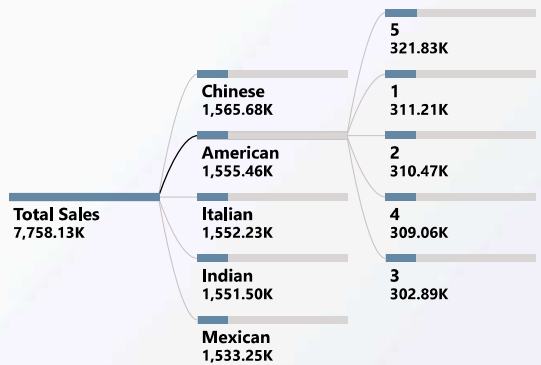 Total Sales
7,758.13K
Chinese
1,565.68K
American
1,555.46K
Italian
1,552.23K
Indian
1,551.50K
Mexican
1,533.25K
5
321.83K
1
311.21K
2
310.47K
4
309.06K
3
302.89K